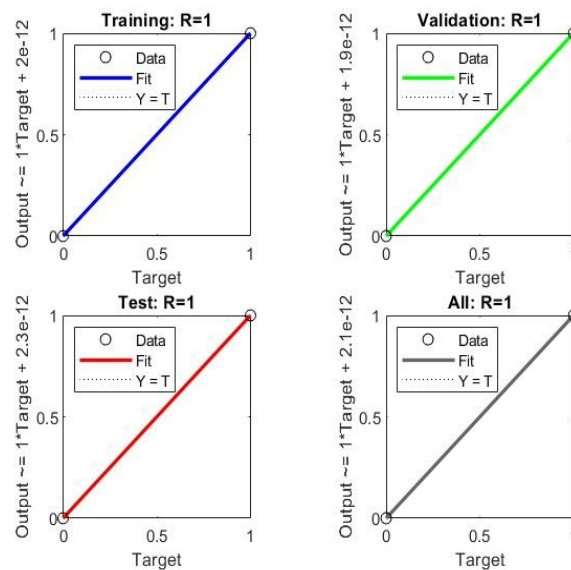 Training: R=1
Output ~= 1*Target + 2e-12
1
0.5
0
Data
Fit
Y = T
0
0.5
1
Target
Validation: R=1
Output ~= 1*Target + 1.9e-12
1
0.5
0
Data
Fit
Y = T
0
0.5
1
Target
Test: R=1
Output ~= 1*Target + 2.3e-12
1
0.5
0
Data
Fit
Y = T
0
0.5
1
Target
All: R=1
Output ~= 1*Target + 2.1e-12
1
0.5
0
Data
Fit
Y = T
0
0.5
1
Target